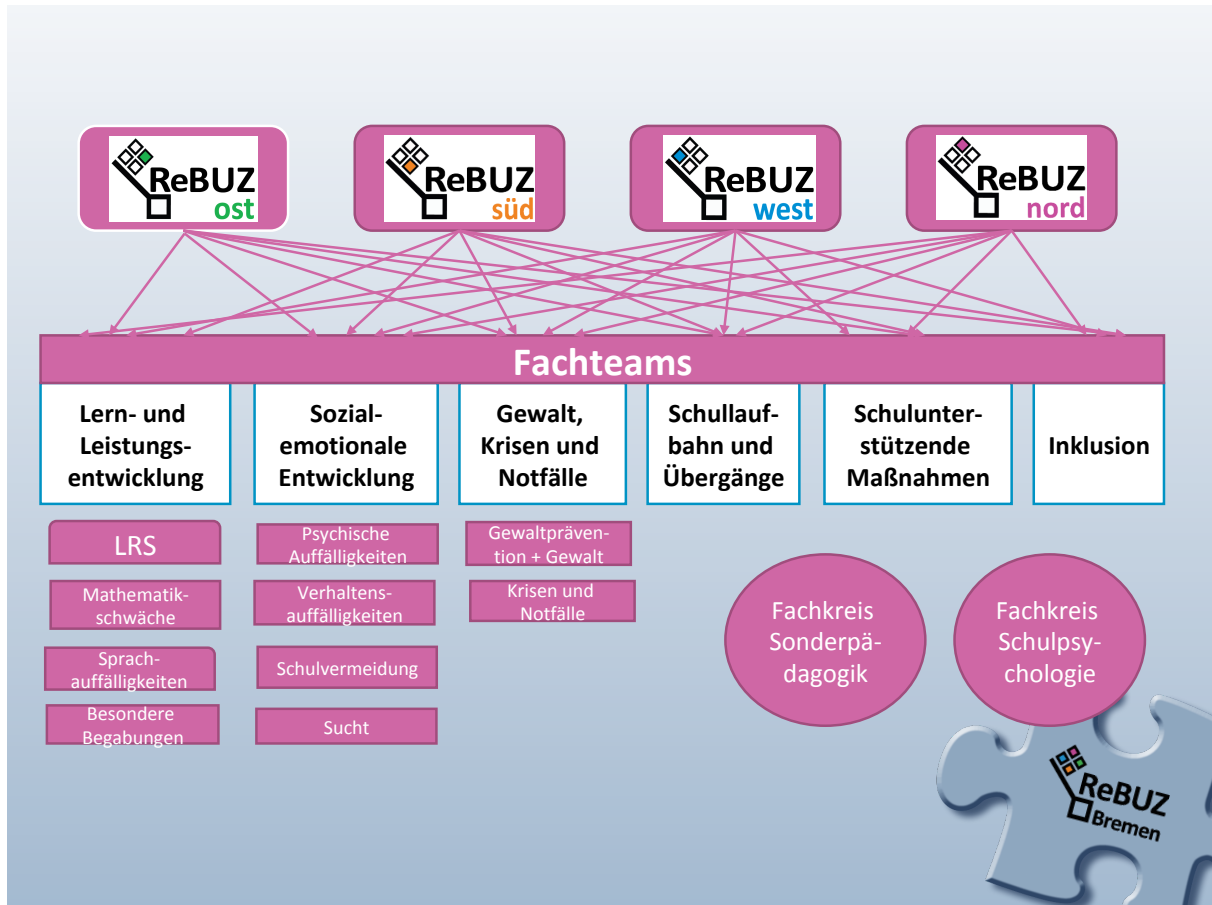 ReBUZ
ost
ReBUZ
süd
ReBUZ
west
ReBUZ
nord
Fachteams
Lern- und
Leistungs-
entwicklung
Sozial-
emotionale
Entwicklung
Gewalt,
Krisen und
Notfälle
Schullauf-
bahn und
Übergänge
Schulunter-
stützende
Maßnahmen
Inklusion
LRS
Mathematik-
schwäche
Sprach-
auffälligkeiten
Besondere
Begabungen
Psychische
Auffälligkeiten
Verhaltens-
auffälligkeiten
Schulvermeidung
Sucht
Gewaltpräven-
tion + Gewalt
Krisen und
Notfälle
Fachkreis
Sonderpä-
dagogik
Fachkreis
Schulpsy-
chologie
ReBUZ
Bremen